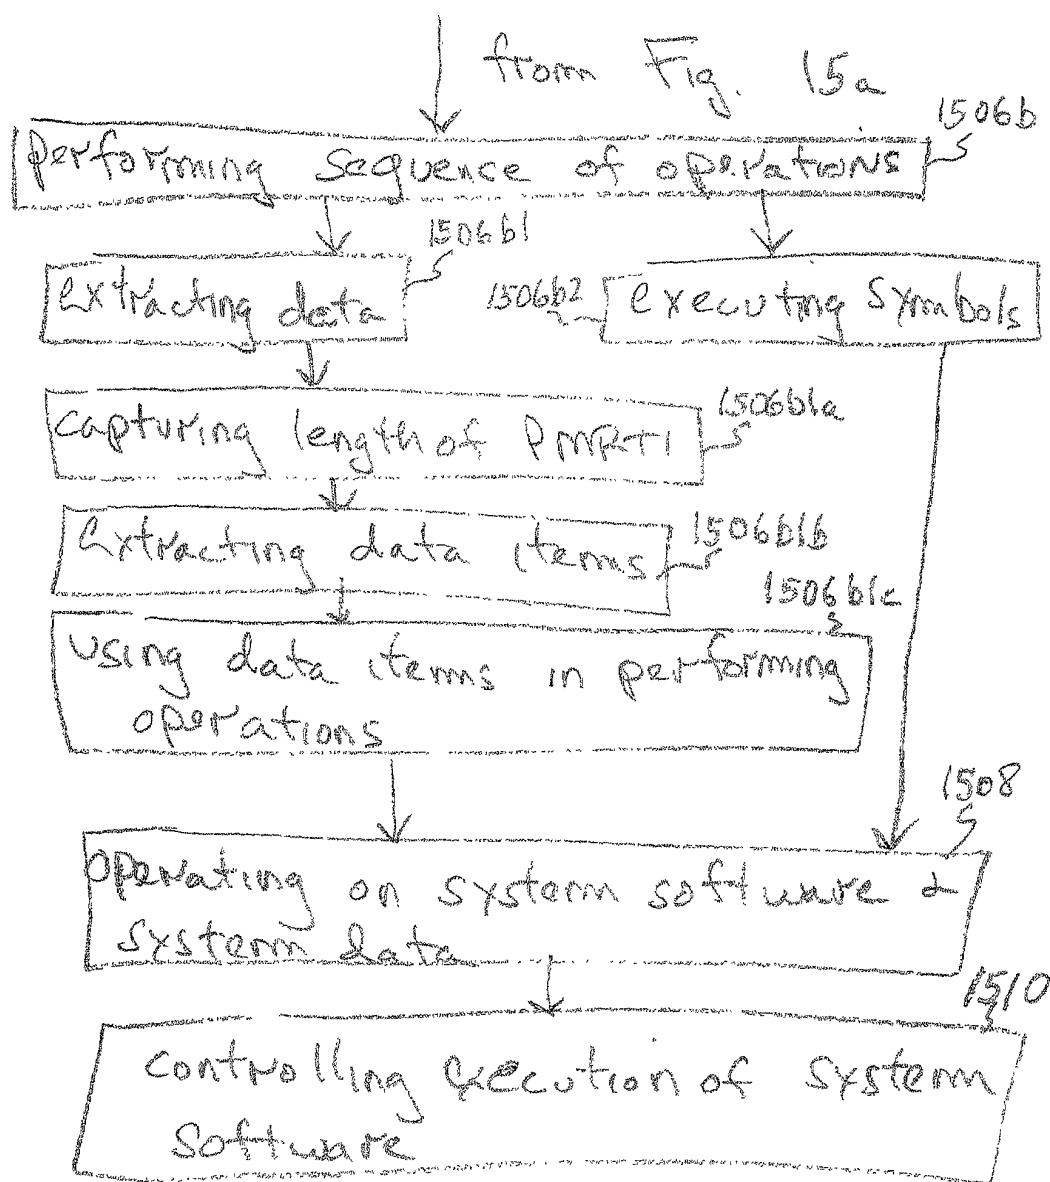 from Fig. 15a
1506b
performing sequence of operations
1506b1
extracting data
1506b2
executing symbols
1506b1a
capturing length of
1506b1b
extracting data items
1506b1c
using data items in performing
operations
1508
operating on system software &
system data
1510
controlling execution of system
software